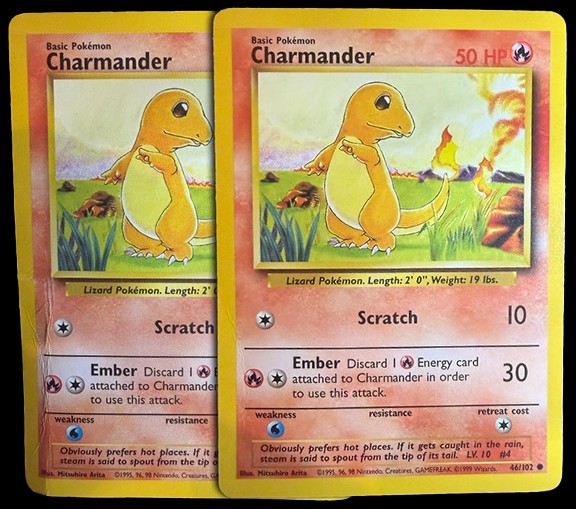 Basic Pokémon
Charmander
Lizard Pokémon. Length: 2' 0
Scratch
Ember Discard 1 E
attached to Charmander
to use this attack.
weakness
resistance
Obviously prefers hot places. If it g
steam is said to spout from the tip o
Illus. Mitsuhiro Arita ©1995, 96, 98 Nintendo, Creatures,
Basic Pokémon
Charmander 50 HP
Lizard Pokémon. Length: 2' 0", Weight: 19 lbs.
Scratch 10
Ember Discard 1 Energy card
attached to Charmander in order
to use this attack.
30
weakness resistance retreat cost
Obviously prefers hot places. If it gets caught in the rain,
steam is said to spout from the tip of its tail. LV. 10 #4
Illus. Mitsuhiro Arita ©1995, 96, 98 Nintendo, Creatures, GAMEFREAK. ©1999 Wizards. 46/102